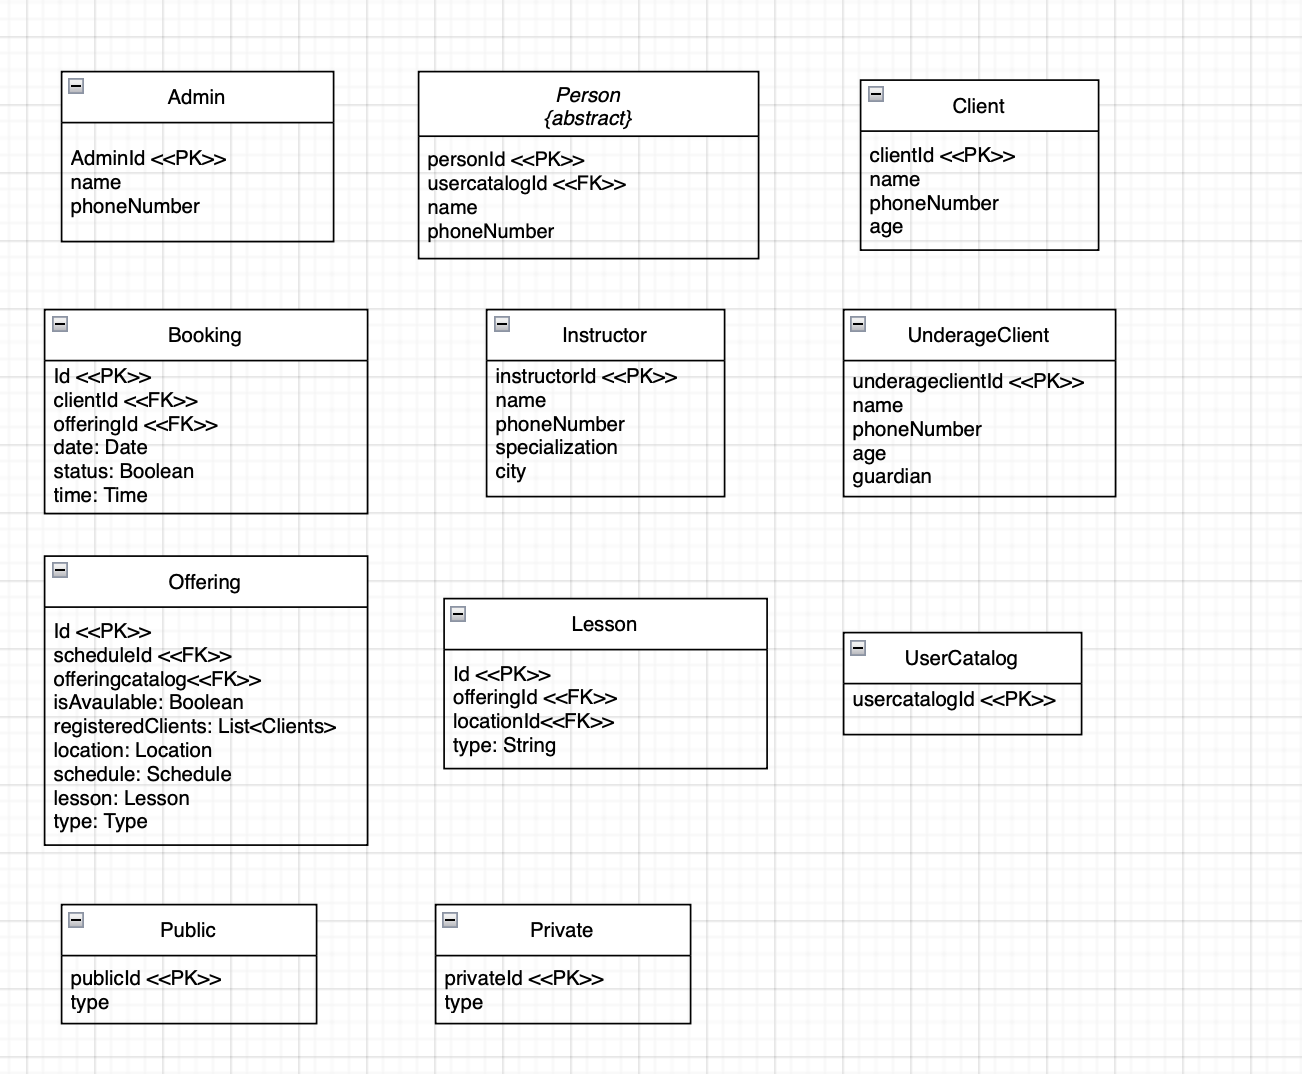 Admin
AdminId <<PK>>
name
phoneNumber
Person
{abstract}
personId <<PK>>
usercatalogId <<FK>>
name
phoneNumber
Client
clientId <<PK>>
name
phoneNumber
age
Booking
Id <<PK>>
clientId <<FK>>
offeringId <<FK>>
date: Date
status: Boolean
time: Time
Instructor
instructorId <<PK>>
name
phoneNumber
specialization
city
UnderageClient
underageclientId <<PK>>
name
phoneNumber
age
guardian
Offering
Id <<PK>>
scheduleId <<FK>>
offeringcatalog<<FK>>
isAvaulable: Boolean
registeredClients: List<Clients>
location: Location
schedule: Schedule
lesson: Lesson
type: Type
Lesson
Id <<PK>>
offeringId <<FK>>
locationId<<FK>>
type: String
UserCatalog
usercatalogId <<PK>>
Public
publicId <<PK>>
type
Private
privateId <<PK>>
type